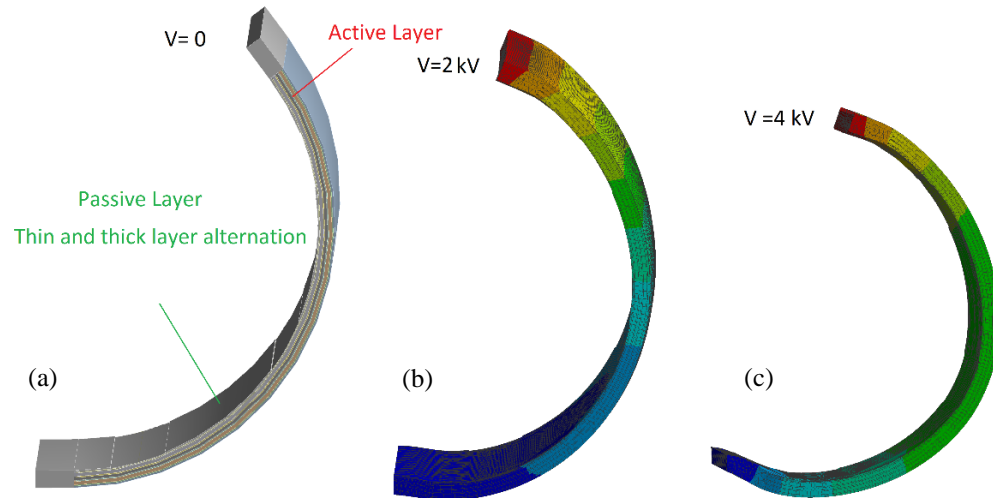 V= 0
Active Layer
V=2 kV
V =4 kV
Passive Layer
Thin and thick layer alternation
(a)
(b)
(c)